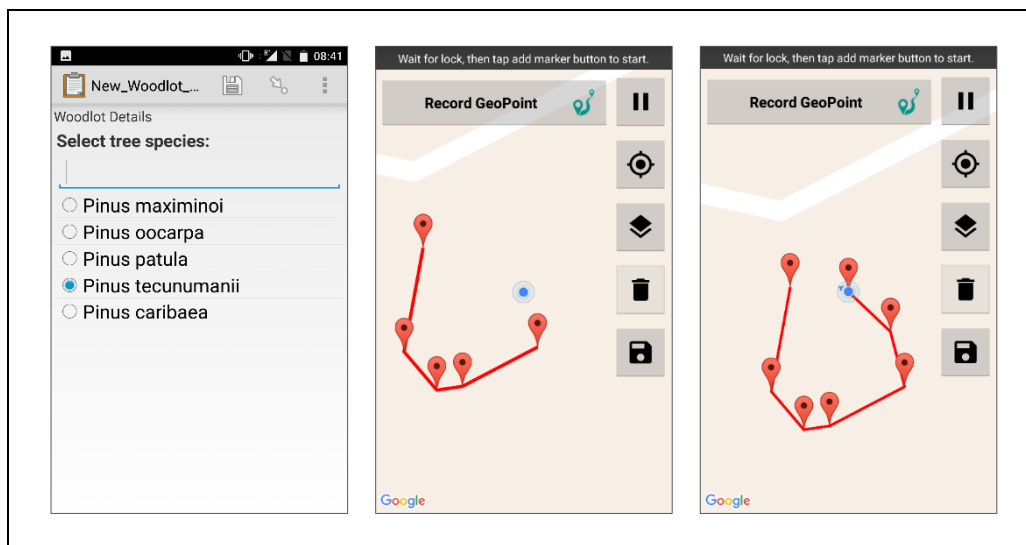 08:41
New_Woodlot_...
Woodlot Details
Select tree species:
Pinus maximinoi
Pinus oocarpa
Pinus patula
Pinus tecunumanii
Pinus caribaea
Wait for lock, then tap add marker button to start.
Record GeoPoint
Google
Wait for lock, then tap add marker button to start.
Record GeoPoint
Google